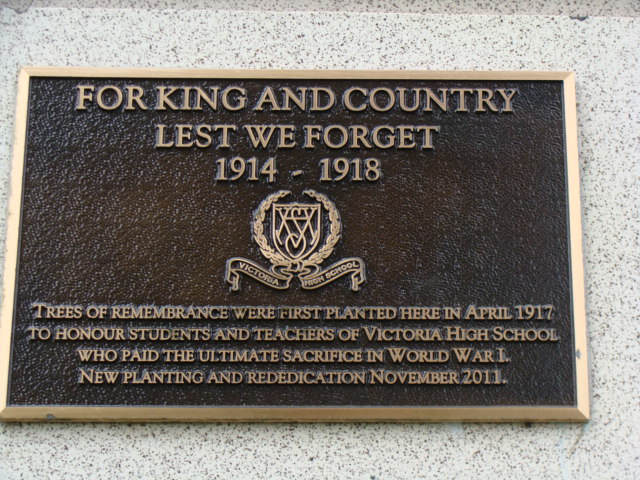 FOR KING AND COUNTRY
LEST WE FORGET
1914 - 1918
VICTORIA HIGH SCHOOL
TREES OF REMEMBRANCE WERE FIRST PLANTED HERE IN APRIL 1917
TO HONOUR STUDENTS AND TEACHERS OF VICTORIA HIGH SCHOOL
WHO PAID THE ULTIMATE SACRIFICE IN WORLD WAR I.
NEW PLANTING AND REDEDICATION NOVEMBER 2011.